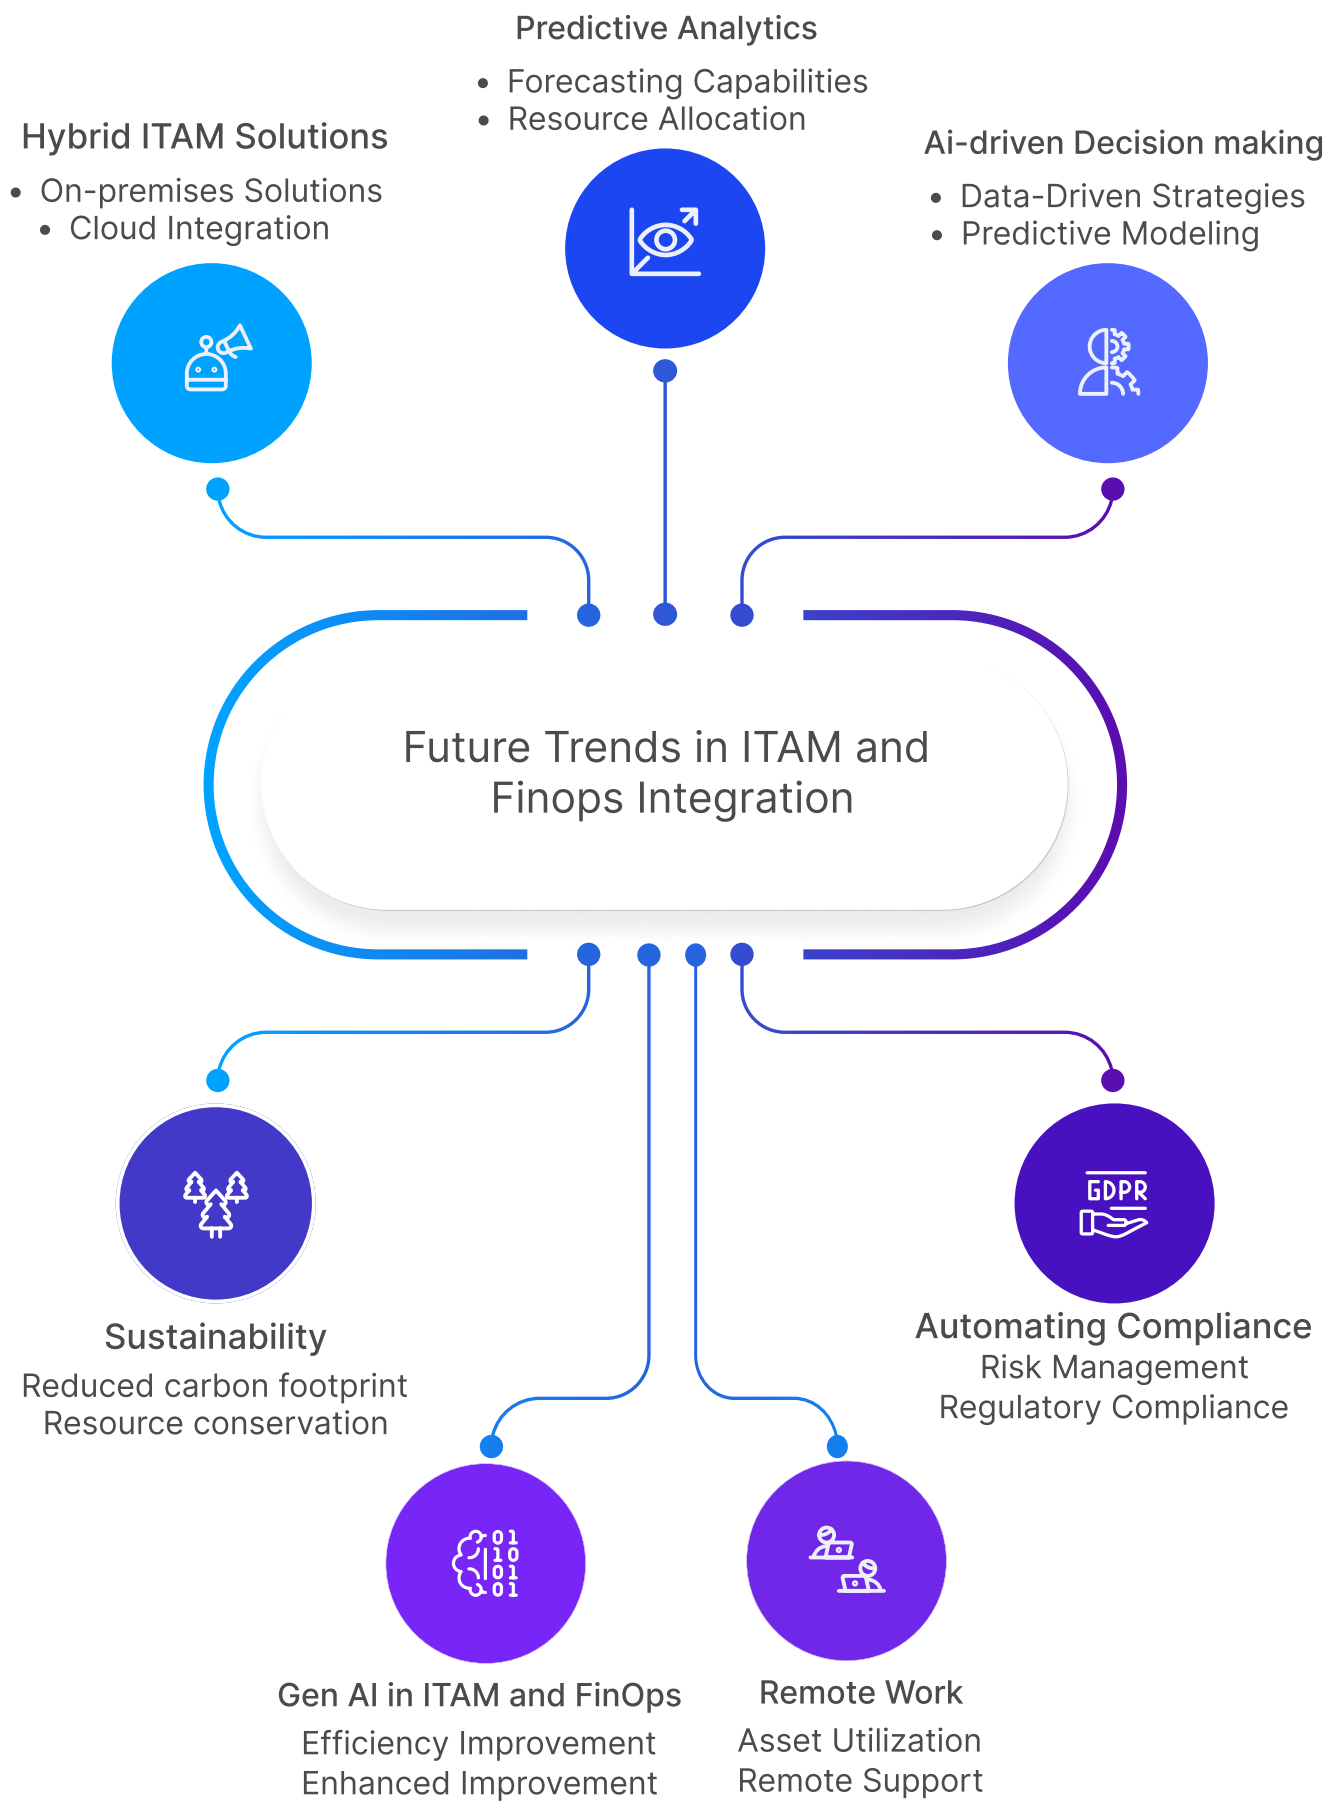 Predictive Analytics
• Forecasting Capabilities
• Resource Allocation
Hybrid ITAM Solutions
• On-premises Solutions
• Cloud Integration
Ai-driven Decision making
• Data-Driven Strategies
• Predictive Modeling
Future Trends in ITAM and
Finops Integration
GDPR
Sustainability
Reduced carbon footprint
Resource conservation
Automating Compliance
Risk Management
Regulatory Compliance
01
10
01
01
Gen AI in ITAM and FinOps
Efficiency Improvement
Enhanced Improvement
Remote Work
Asset Utilization
Remote Support